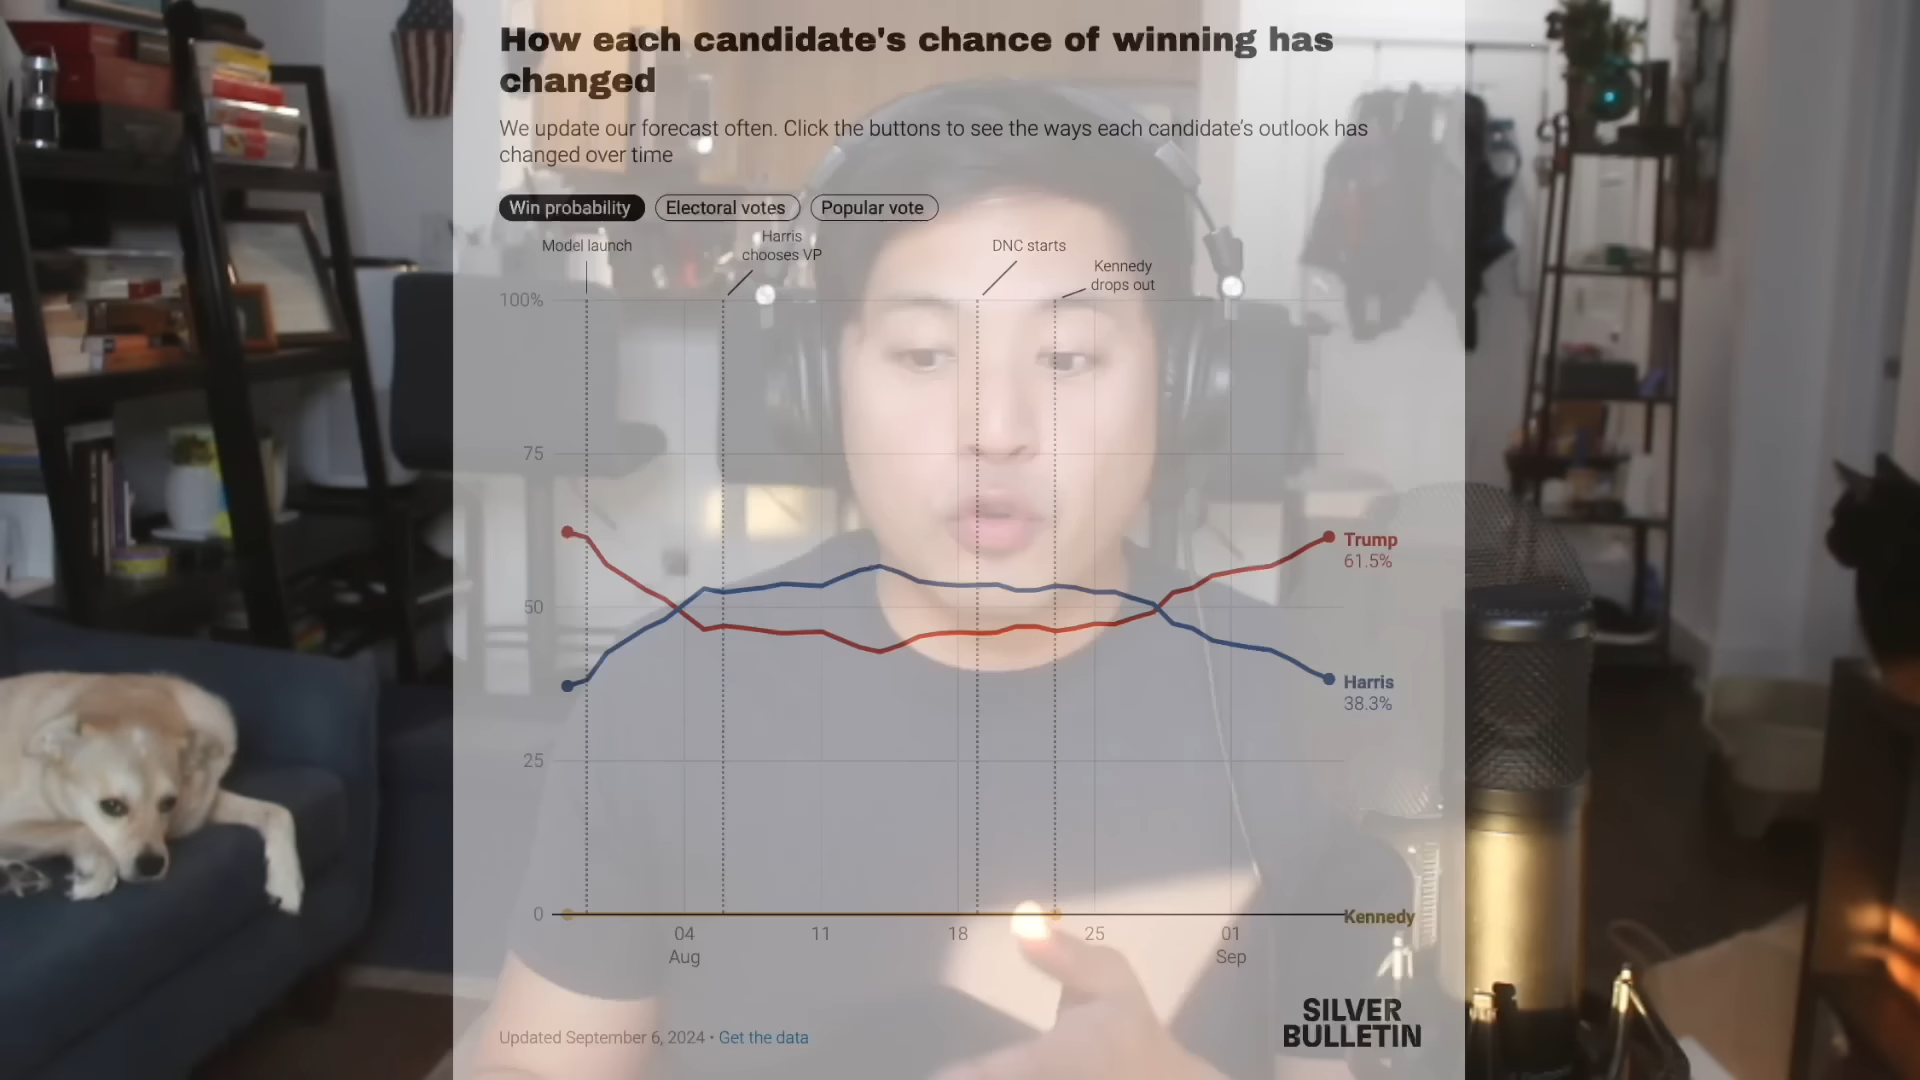 How each candidate's chance of winning has
changed
We update our forecast often. Click the buttons to see the ways each candidate's outlook has
changed over time
Win probability
Electoral votes
Popular vote
Model launch
Harris
chooses VP
DNC starts
Kennedy
drops out
100%
75
50
25
0
Trump
61.5%
Harris
38.3%
Kennedy
04
Aug
11
18
25
01
Sep
Updated September 6, 2024 • Get the data
SILVER
BULLETIN